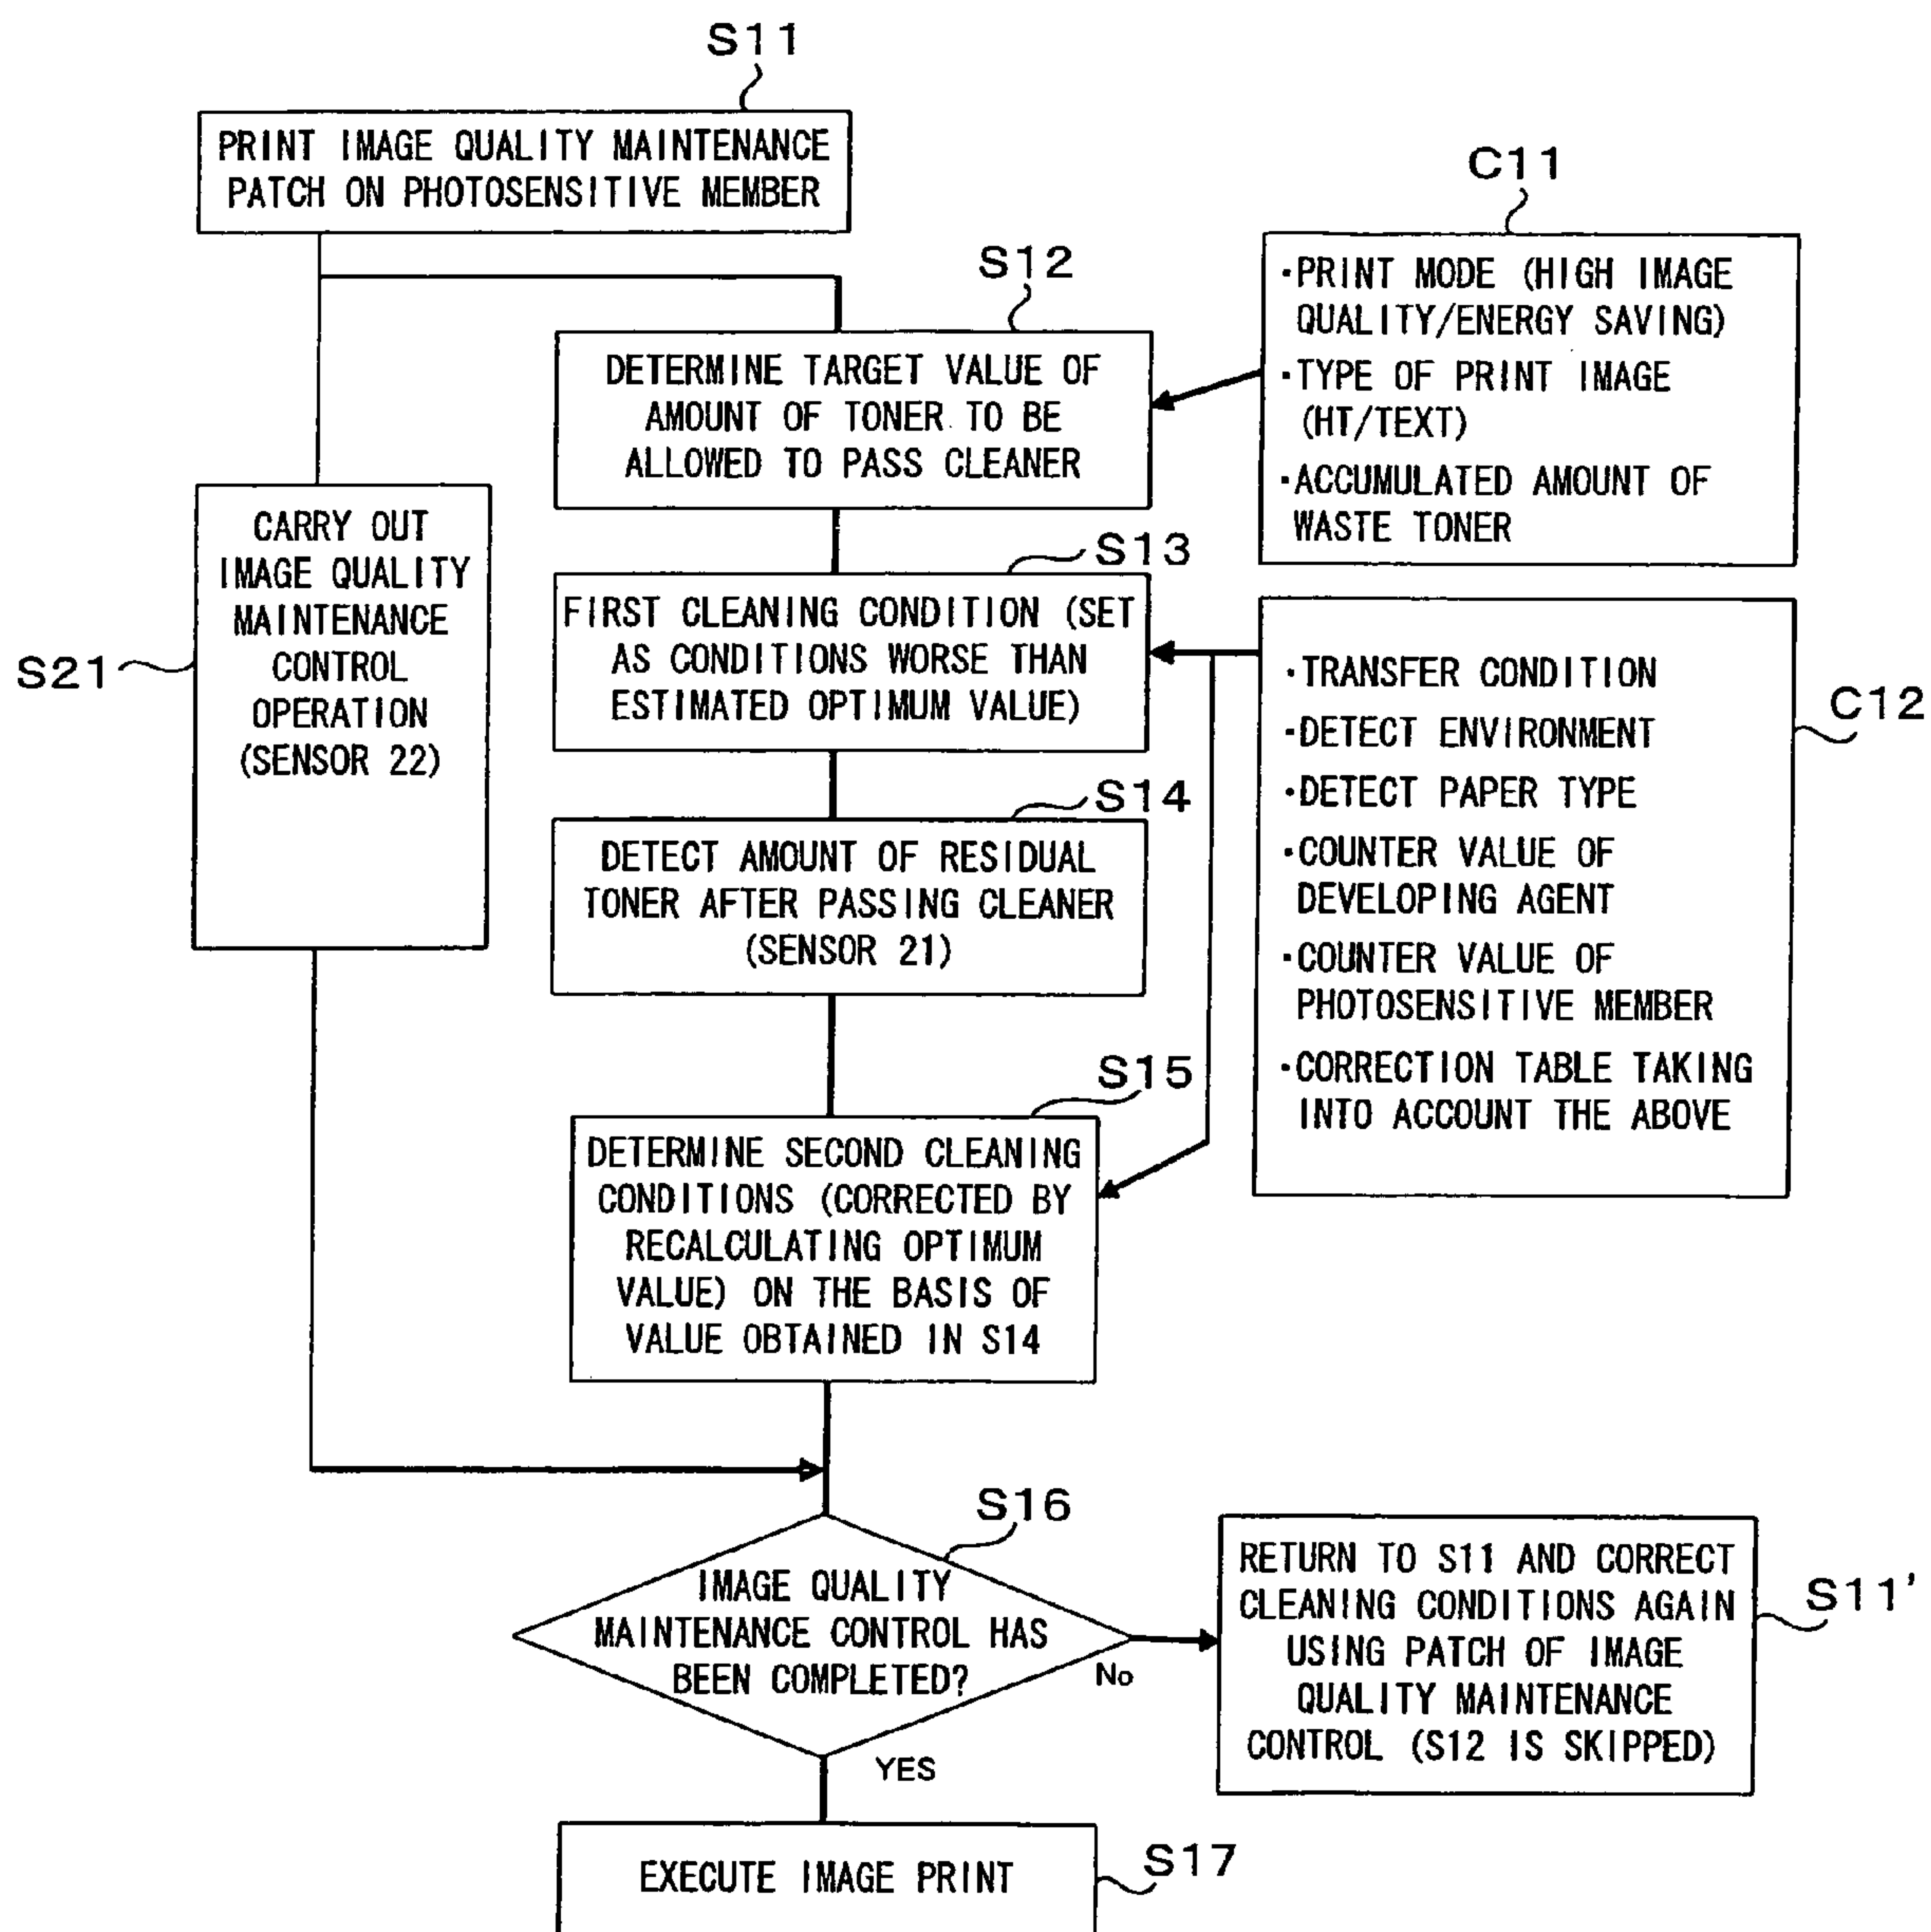 S11
PRINT IMAGE QUALITY MAINTENANCE
PATCH ON PHOTOSENSITIVE MEMBER
C11
·PRINT MODE (HIGH IMAGE
QUALITY/ENERGY SAVING)
·TYPE OF PRINT IMAGE
(HT/TEXT)
·ACCUMULATED AMOUNT OF
WASTE TONER
S12
DETERMINE TARGET VALUE OF
AMOUNT OF TONER TO BE
ALLOWED TO PASS CLEANER
S21
CARRY OUT
IMAGE QUALITY
MAINTENANCE
CONTROL
OPERATION
(SENSOR 22)
S13
FIRST CLEANING CONDITION (SET
AS CONDITIONS WORSE THAN
ESTIMATED OPTIMUM VALUE)
C12
·TRANSFER CONDITION
·DETECT ENVIRONMENT
·DETECT PAPER TYPE
·COUNTER VALUE OF
DEVELOPING AGENT
·COUNTER VALUE OF
PHOTOSENSITIVE MEMBER
·CORRECTION TABLE TAKING
INTO ACCOUNT THE ABOVE
S14
DETECT AMOUNT OF RESIDUAL
TONER AFTER PASSING CLEANER
(SENSOR 21)
S15
DETERMINE SECOND CLEANING
CONDITIONS (CORRECTED BY
RECALCULATING OPTIMUM
VALUE) ON THE BASIS OF
VALUE OBTAINED IN S14
S16
IMAGE QUALITY
MAINTENANCE CONTROL HAS
BEEN COMPLETED?
No
YES
S11'
RETURN TO S11 AND CORRECT
CLEANING CONDITIONS AGAIN
USING PATCH OF IMAGE
QUALITY MAINTENANCE
CONTROL (S12 IS SKIPPED)
S17
EXECUTE IMAGE PRINT